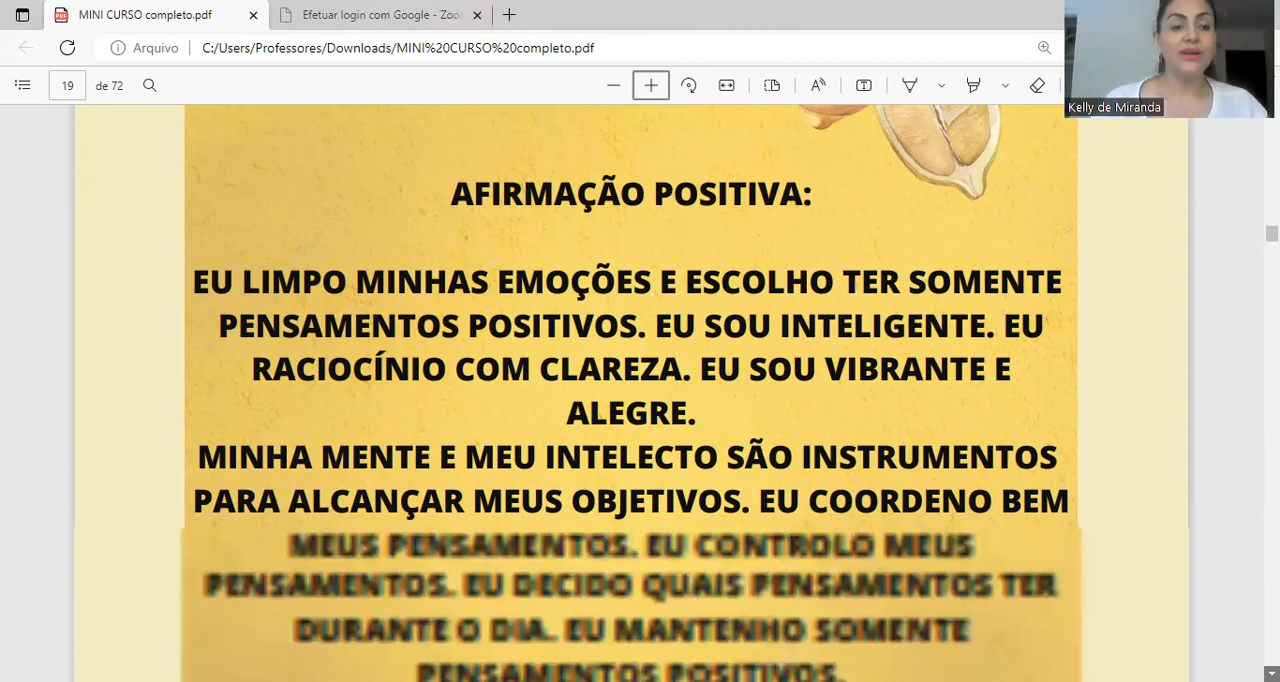 MINI CURSO completo.pdf
Efetuar login com Google - Zoo
Arquivo
C:/Users/Professores/Downloads/MINI%20CURSO%20completo.pdf
19 de 72
Kelly de Miranda
AFIRMAÇÃO POSITIVA:
EU LIMPO MINHAS EMOÇÕES E ESCOLHO TER SOMENTE
PENSAMENTOS POSITIVOS. EU SOU INTELIGENTE. EU
RACIOCÍNIO COM CLAREZA. EU SOU VIBRANTE E
ALEGRE.
MINHA MENTE E MEU INTELECTO SÃO INSTRUMENTOS
PARA ALCANÇAR MEUS OBJETIVOS. EU COORDENO BEM
MEUS PENSAMENTOS. EU CONTROLO MEUS
PENSAMENTOS. EU DECIDO QUAIS PENSAMENTOS TER
DURANTE O DIA. EU MANTENHO SOMENTE
PENSAMENTOS POSITIVOS.